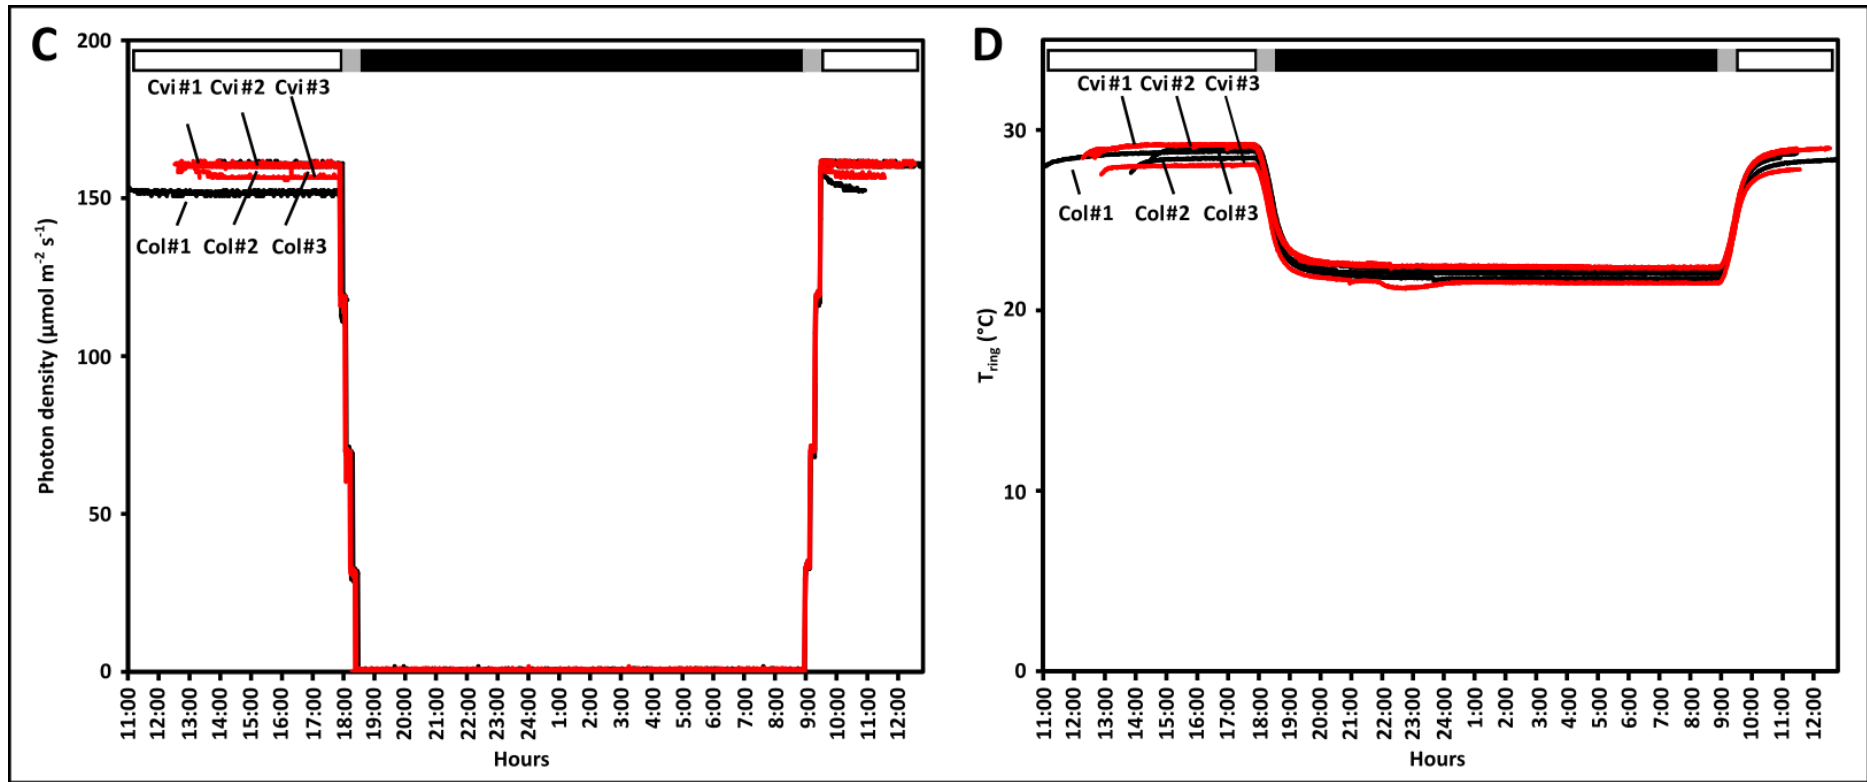 C
200
150
100
50
0
Photon density (µmol m⁻² s⁻¹)
Cvi#1 Cvi#2 Cvi#3
Col#1 Col#2 Col#3
11:00 12:00 13:00 14:00 15:00 16:00 17:00 18:00 19:00 20:00 22:00 23:00 24:00 1:00 2:00 3:00 4:00 5:00 6:00 7:00 8:00 9:00 10:00 11:00 12:00
Hours
D
30
20
10
0
Tring (°C)
Cvi#1 Cvi#2 Cvi#3
Col#1 Col#2 Col#3
11:00 12:00 13:00 14:00 15:00 16:00 17:00 18:00 19:00 20:00 21:00 22:00 23:00 24:00 1:00 2:00 3:00 4:00 5:00 6:00 7:00 8:00 9:00 10:00 11:00 12:00
Hours